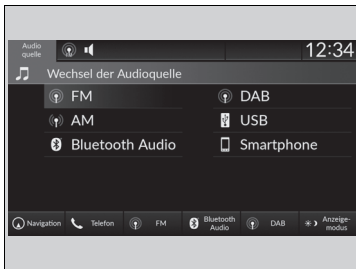 Audio
quelle
12:34
Wechsel der Audioquelle
FM
DAB
AM
USB
Bluetooth Audio
Smartphone
Navigation
Telefon
FM
Bluetooth
Audio
DAB
Anzeige-
modus